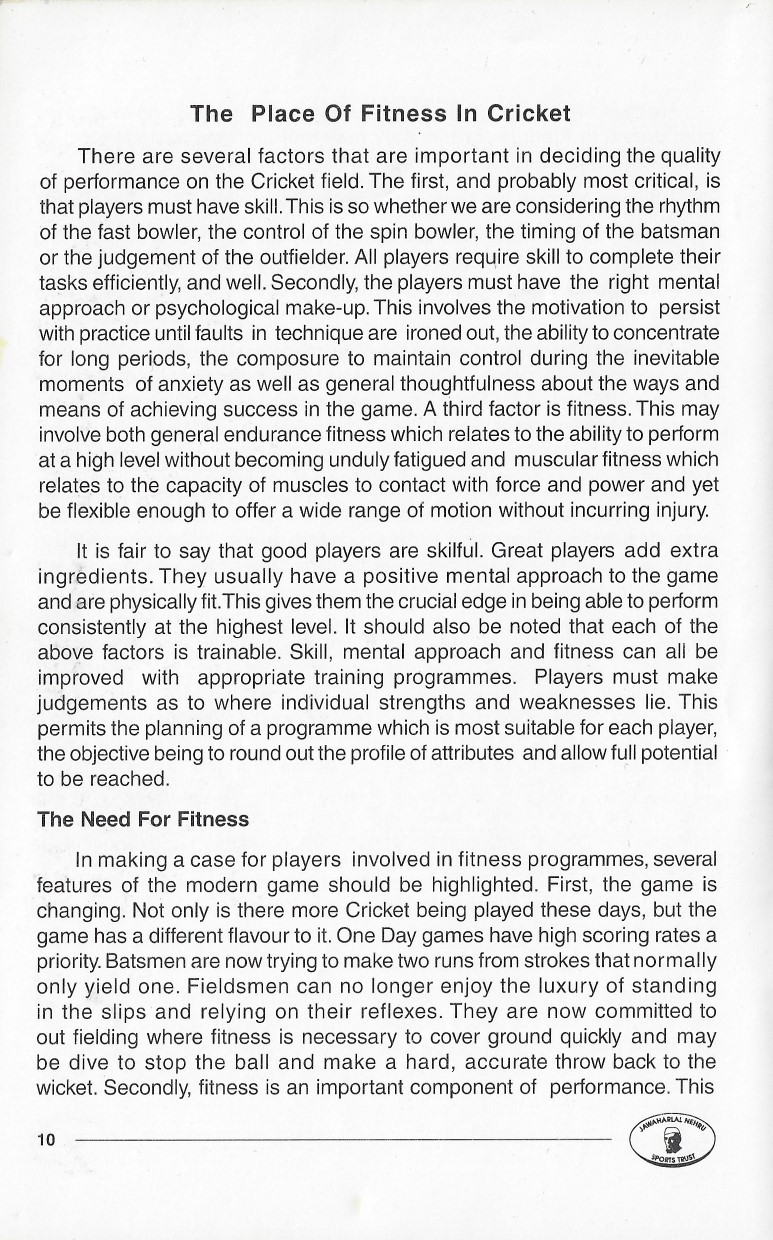 The Place Of Fitness In Cricket
There are several factors that are important in deciding the quality
of performance on the Cricket field. The first, and probably most critical, is
that players must have skill. This is so whether we are considering the rhythm
of the fast bowler, the control of the spin bowler, the timing of the batsman
or the judgement of the outfielder. All players require skill to complete their
tasks efficiently, and well. Secondly, the players must have the right mental
approach or psychological make-up. This involves the motivation to persist
with practice until faults in technique are ironed out, the ability to concentrate
for long periods, the composure to maintain control during the inevitable
moments of anxiety as well as general thoughtfulness about the ways and
means of achieving success in the game. A third factor is fitness. This may
involve both general endurance fitness which relates to the ability to perform
at a high level without becoming unduly fatigued and muscular fitness which
relates to the capacity of muscles to contact with force and power and yet
be flexible enough to offer a wide range of motion without incurring injury.
It is fair to say that good players are skilful. Great players add extra
ingredients. They usually have a positive mental approach to the game
and are physically fit.This gives them the crucial edge in being able to perform
consistently at the highest level. It should also be noted that each of the
above factors is trainable. Skill, mental approach and fitness can all be
improved with appropriate training programmes. Players must make
judgements as to where individual strengths and weaknesses lie. This
permits the planning of a programme which is most suitable for each player,
the objective being to round out the profile of attributes and allow full potential
to be reached.
The Need For Fitness
In making a case for players involved in fitness programmes, several
features of the modern game should be highlighted. First, the game is
changing. Not only is there more Cricket being played these days, but the
game has a different flavour to it. One Day games have high scoring rates a
priority. Batsmen are now trying to make two runs from strokes that normally
only yield one. Fieldsmen can no longer enjoy the luxury of standing
in the slips and relying on their reflexes. They are now committed to
out fielding where fitness is necessary to cover ground quickly and may
be dive to stop the ball and make a hard, accurate throw back to the
wicket. Secondly, fitness is an important component of performance. This
10
JAWAHARLAL NEHRU
SPORTS TRUST